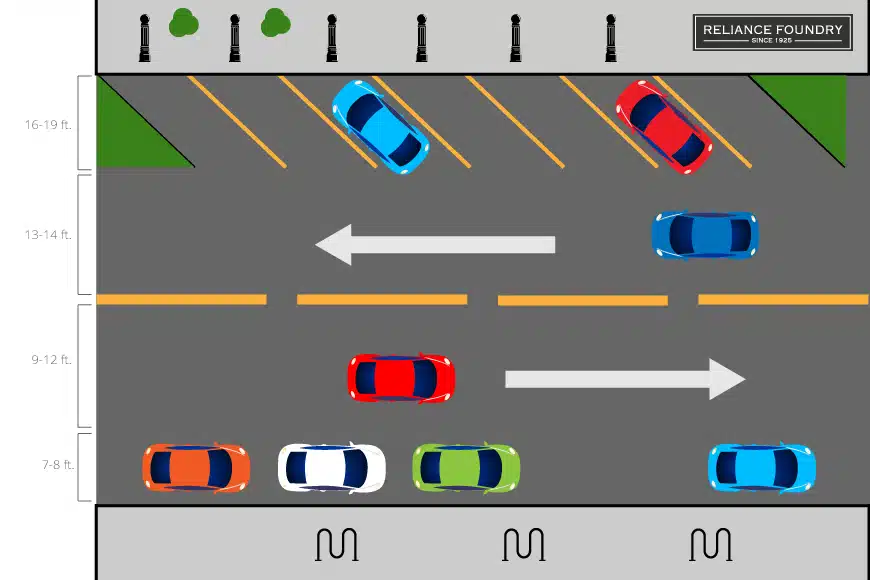 RELIANCE FOUNDRY
SINCE 1925
16-19 ft.
13-14 ft.
9-12 ft.
7-8 ft.